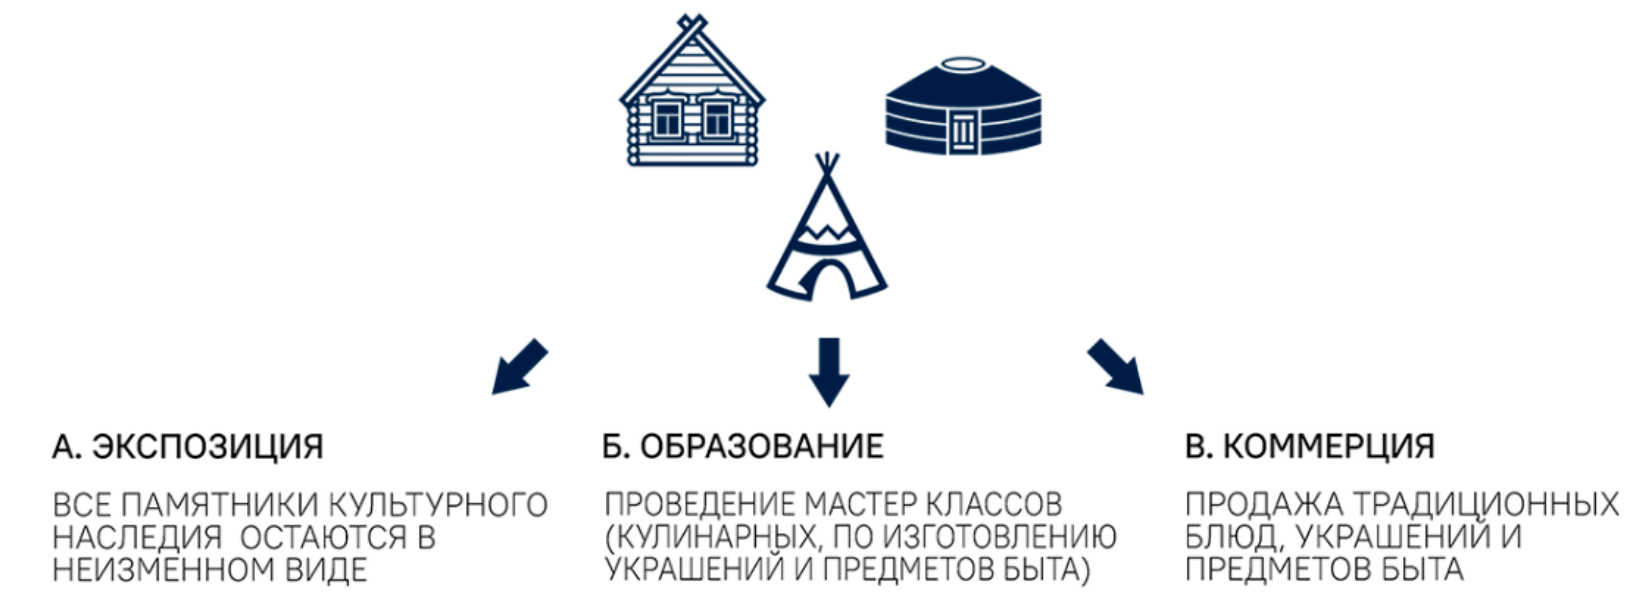 А. ЭКСПОЗИЦИЯ
ВСЕ ПАМЯТНИКИ КУЛЬТУРНОГО
НАСЛЕДИЯ ОСТАЮТСЯ В
НЕИЗМЕННОМ ВИДЕ
Б. ОБРАЗОВАНИЕ
ПРОВЕДЕНИЕ МАСТЕР КЛАССОВ
(КУЛИНАРНЫХ, ПО ИЗГОТОВЛЕНИЮ
УКРАШЕНИЙ И ПРЕДМЕТОВ БЫТА)
В. КОММЕРЦИЯ
ПРОДАЖА ТРАДИЦИОННЫХ
БЛЮД, УКРАШЕНИЙ И
ПРЕДМЕТОВ БЫТА